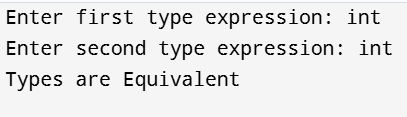 Enter first type expression: int
Enter second type expression: int
Types are Equivalent